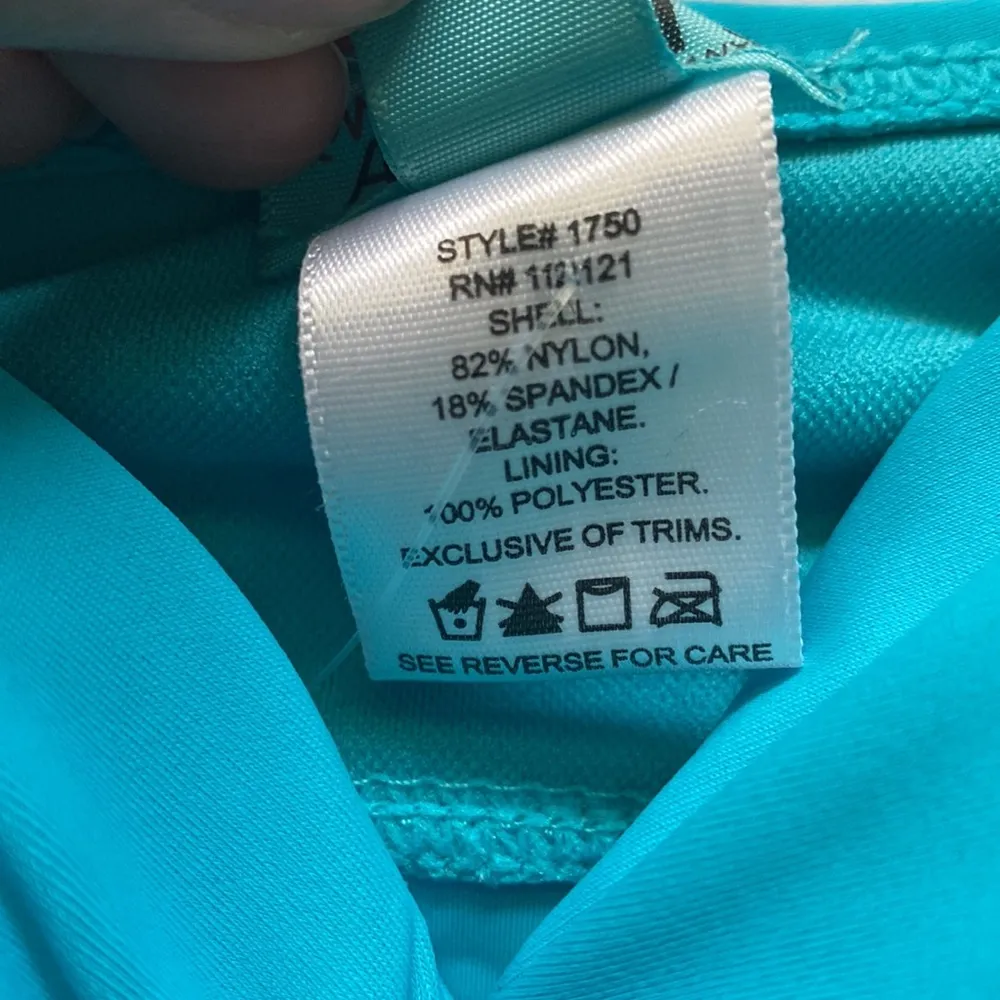 STYLE# 1750
RN#
SHELL:
82% NYLON,
18% SPANDEX /
ELASTANE.
LINING:
100% POLYESTER.
EXCLUSIVE OF TRIMS.
SEE REVERSE FOR CARE